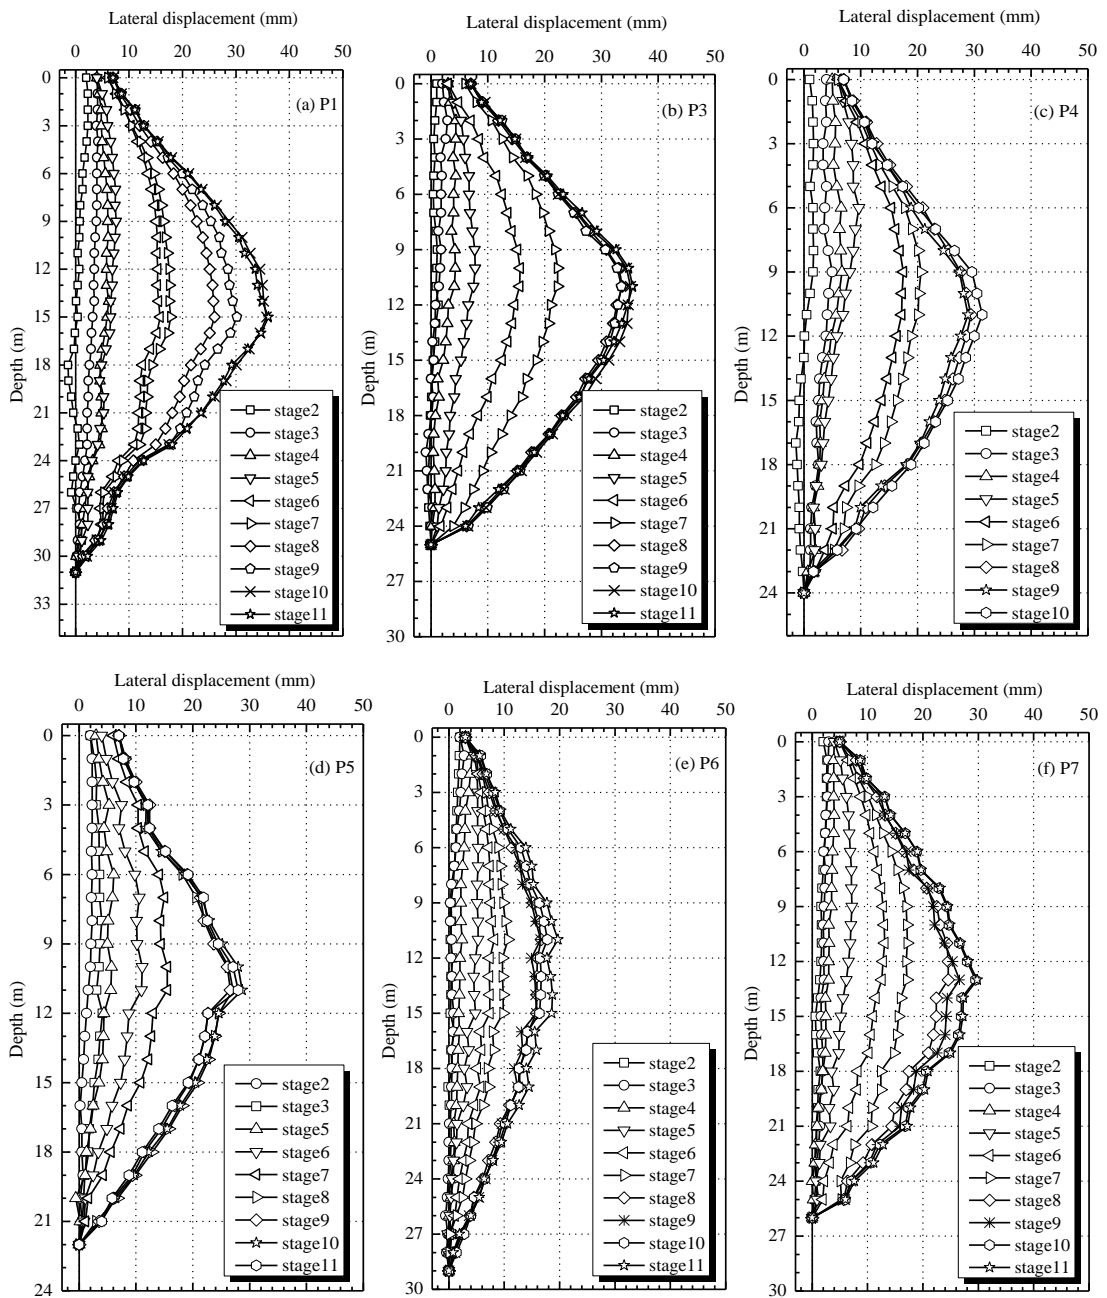 Lateral displacement (mm)
0 10 20 30 40 50
0
3
6
9
12
15
18
21
24
27
30
33
Depth (m)
(a) P1
stage2
stage3
stage4
stage5
stage6
stage7
stage8
stage9
stage10
stage11
Lateral displacement (mm)
0 10 20 30 40 50
0
3
6
9
12
15
18
21
24
27
30
Depth (m)
(b) P3
stage2
stage3
stage4
stage5
stage6
stage7
stage8
stage9
stage10
stage11
Lateral displacement (mm)
0 10 20 30 40 50
0
3
6
9
12
15
18
21
24
Depth (m)
(c) P4
stage2
stage3
stage4
stage5
stage6
stage7
stage8
stage9
stage10
Lateral displacement (mm)
0 10 20 30 40 50
0
3
6
9
12
15
18
21
24
Depth (m)
(d) P5
stage2
stage3
stage5
stage6
stage7
stage8
stage9
stage10
stage11
Lateral displacement (mm)
0 10 20 30 40 50
0
3
6
9
12
15
18
21
24
27
30
Depth (m)
(e) P6
stage2
stage3
stage4
stage5
stage6
stage7
stage8
stage9
stage10
stage11
Lateral displacement (mm)
0 10 20 30 40 50
0
3
6
9
12
15
18
21
24
27
30
Depth (m)
(f) P7
stage2
stage3
stage4
stage5
stage6
stage7
stage8
stage9
stage10
stage11